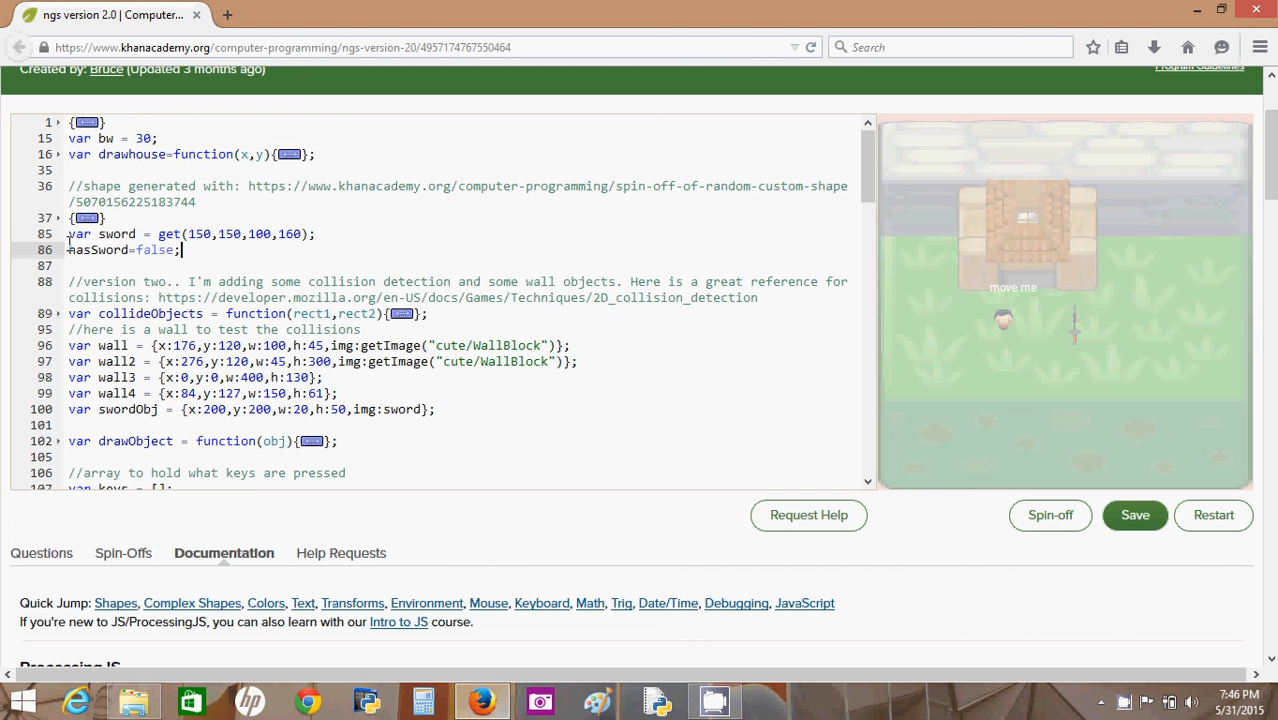 ngs version 2.0 | Computer...
https://www.khanacademy.org/computer-programming/ngs-version-20/4957174767550464
Search
Created by: Bruce (Updated 3 months ago)
Program Guidelines
1 {
15 var bw = 30;
16 var drawhouse=function(x,y){ };
35
36 //shape generated with: https://www.khanacademy.org/computer-programming/spin-off-of-random-custom-shape
/5070156225183744
37 {
85 var sword = get(150,150,100,160);
86 hasSword=false;
87
88 //version two.. I'm adding some collision detection and some wall objects. Here is a great reference for
collisions: https://developer.mozilla.org/en-US/docs/Games/Techniques/2D_collision_detection
89 var collideObjects = function(rect1,rect2){ };
95 //here is a wall to test the collisions
96 var wall = {x:176,y:120,w:100,h:45,img:getImage("cute/WallBlock")};
97 var wall2 = {x:276,y:120,w:45,h:300,img:getImage("cute/WallBlock")};
98 var wall3 = {x:0,y:0,w:400,h:130};
99 var wall4 = {x:84,y:127,w:150,h:61};
100 var swordObj = {x:200,y:200,w:20,h:50,img:sword};
101
102 var drawObject = function(obj){ };
105
106 //array to hold what keys are pressed
107 var keys = [];
move me
Request Help
Spin-off
Save
Restart
Questions Spin-Offs Documentation Help Requests
Quick Jump: Shapes, Complex Shapes, Colors, Text, Transforms, Environment, Mouse, Keyboard, Math, Trig, Date/Time, Debugging, JavaScript
If you're new to JS/ProcessingJS, you can also learn with our Intro to JS course.
ProcessingJS
hp
7:46 PM
5/31/2015